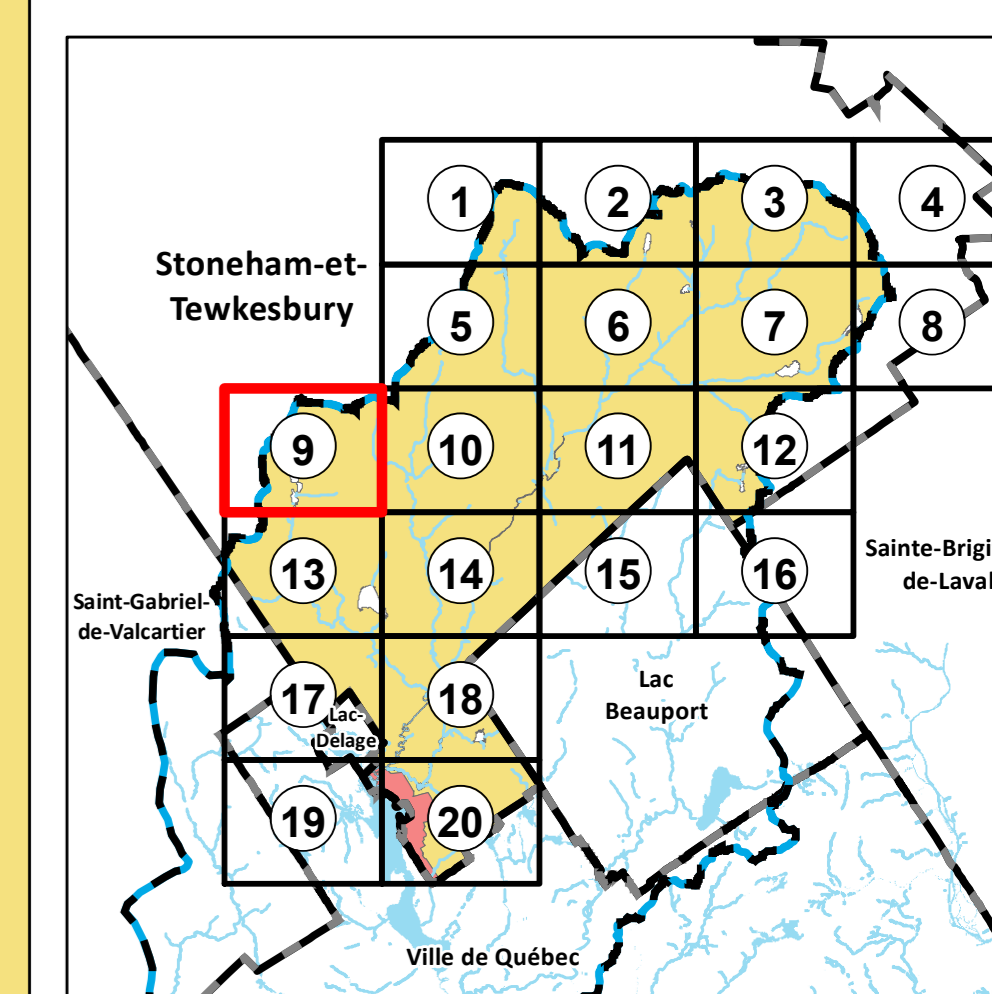 1
2
3
4
Stoneham-et-
Tewkesbury
5
6
7
8
9
10
11
12
13
14
15
16
Sainte-Brigi
de-Laval
Saint-Gabriel-
de-Valcartier
17
Lac-
Delage
18
Lac
Beauport
19
20
Ville de Québec